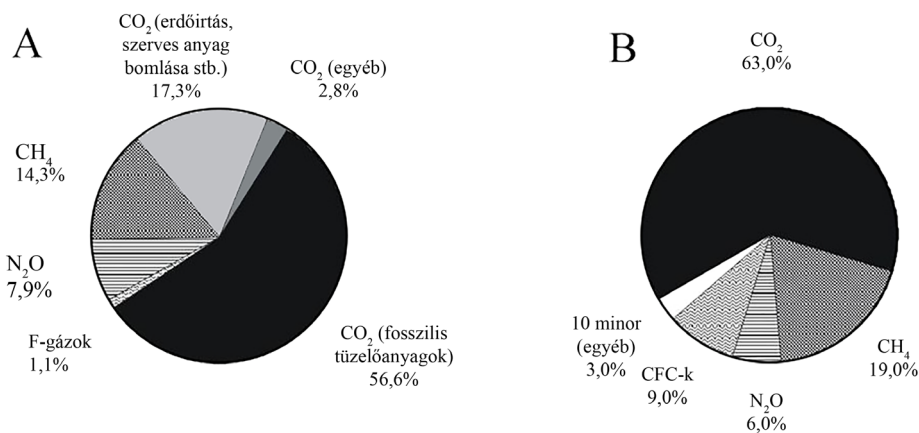 A
CO2 (erdőirtás,
szerves anyag
bomlása stb.)
17,3%
CO2 (egyéb)
2,8%
CH4
14,3%
N2O
7,9%
F-gázok
1,1%
CO2 (fosszilis
tüzelőanyagok)
56,6%
B
CO2
63,0%
10 minor
(egyéb)
3,0%
CFC-k
9,0%
N2O
6,0%
CH4
19,0%